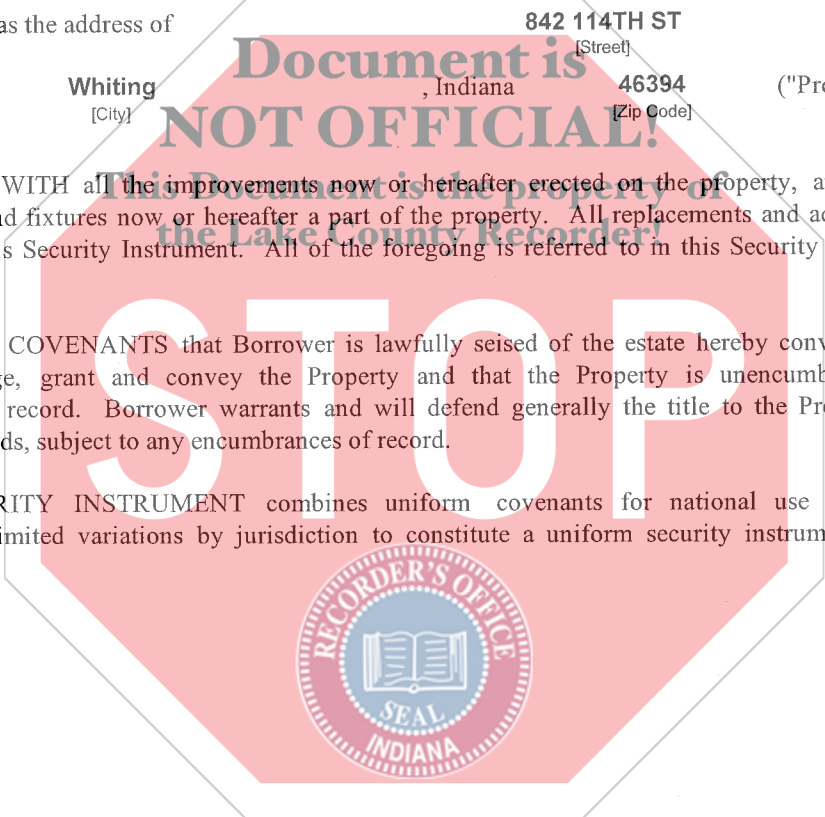 as the address of 842 114TH ST
[Street]
Document is
Whiting , Indiana 46394 ("Pr
[City] [Zip Code]
NOT OFFICIAL!
WITH all the improvements now or hereafter erected on the property, a
This Document is the property of
d fixtures now or hereafter a part of the property. All replacements and a
the Lake County Recorder!
s Security Instrument. All of the foregoing is referred to in this Security
STOP
COVENANTS that Borrower is lawfully seised of the estate hereby conv
e, grant and convey the Property and that the Property is unencumb
record. Borrower warrants and will defend generally the title to the Pr
ds, subject to any encumbrances of record.
RITY INSTRUMENT combines uniform covenants for national use
imited variations by jurisdiction to constitute a uniform security instrum
RECORDER'S OFFICE
SEAL
INDIANA